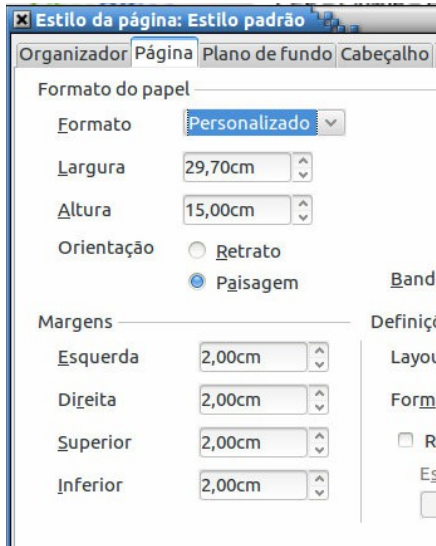 Estilo da página: Estilo padrão
Organizador Página Plano de fundo Cabeçalho
Formato do papel
Formato Personalizado
Largura 29,70cm
Altura 15,00cm
Orientação Retrato
Paisagem
Margens
Esquerda 2,00cm
Direita 2,00cm
Superior 2,00cm
Inferior 2,00cm